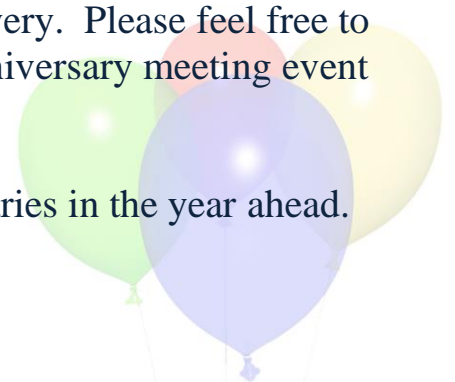 very. Please feel free to
niversary meeting event
ries in the year ahead.